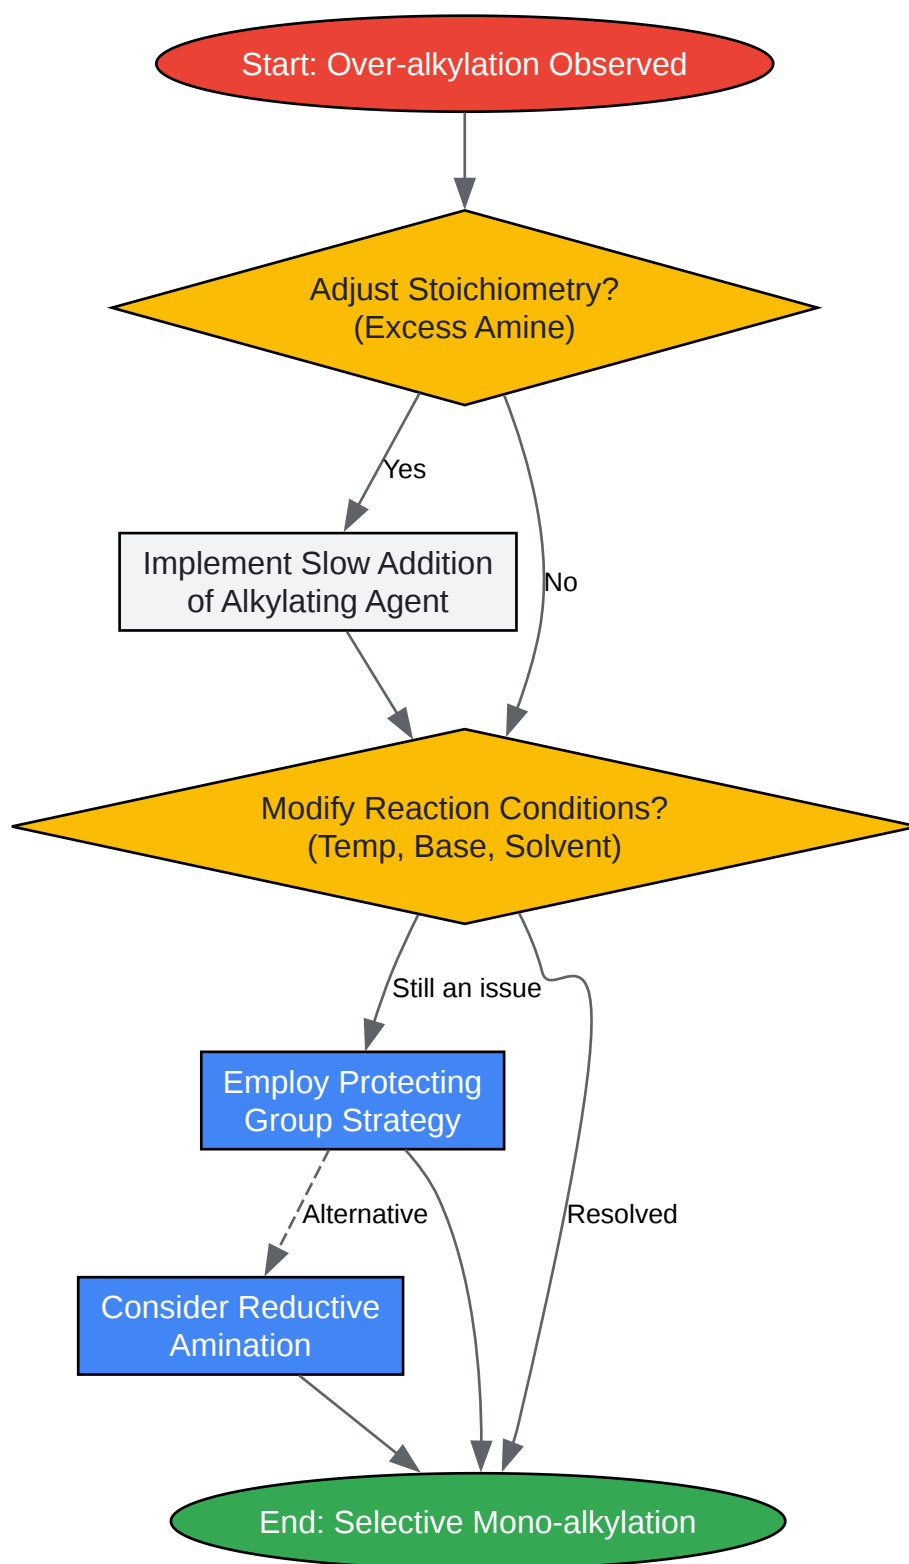 Start: Over-alkylation Observed
Adjust Stoichiometry?
(Excess Amine)
Yes
Implement Slow Addition
of Alkylating Agent
No
Modify Reaction Conditions?
(Temp, Base, Solvent)
Still an issue
Employ Protecting
Group Strategy
Alternative
Resolved
Consider Reductive
Amination
End: Selective Mono-alkylation